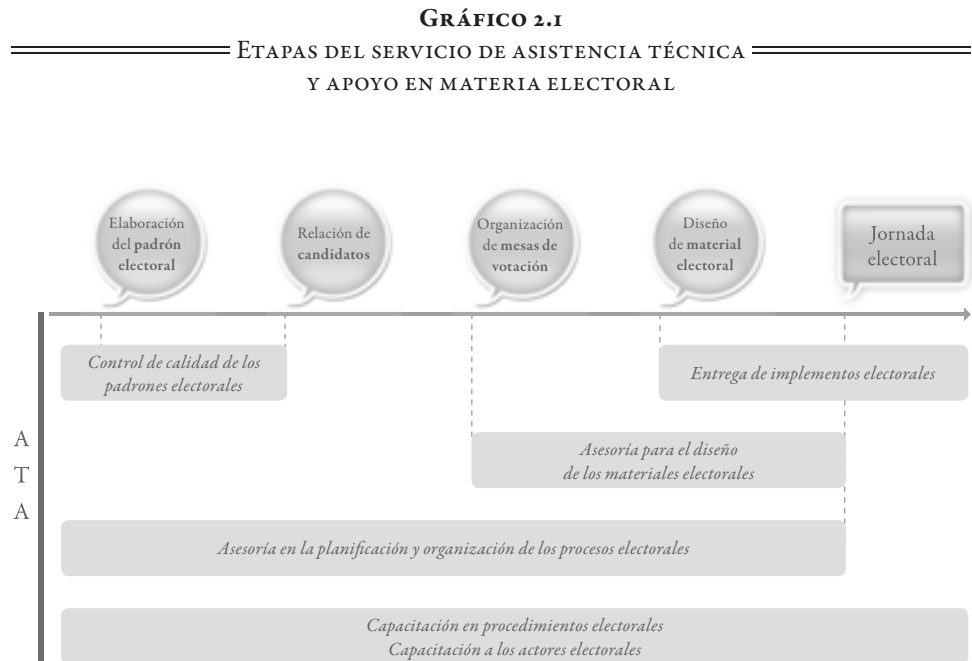 GRÁFICO 2.1
ETAPAS DEL SERVICIO DE ASISTENCIA TÉCNICA
Y APOYO EN MATERIA ELECTORAL
Elaboración
del padrón
electoral
Relación de
candidatos
Organización
de mesas de
votación
Diseño
de material
electoral
Jornada
electoral
Control de calidad de los
padrones electorales
Entrega de implementos electorales
A
T
A
Asesoría para el diseño
de los materiales electorales
Asesoría en la planificación y organización de los procesos electorales
Capacitación en procedimientos electorales
Capacitación a los actores electorales